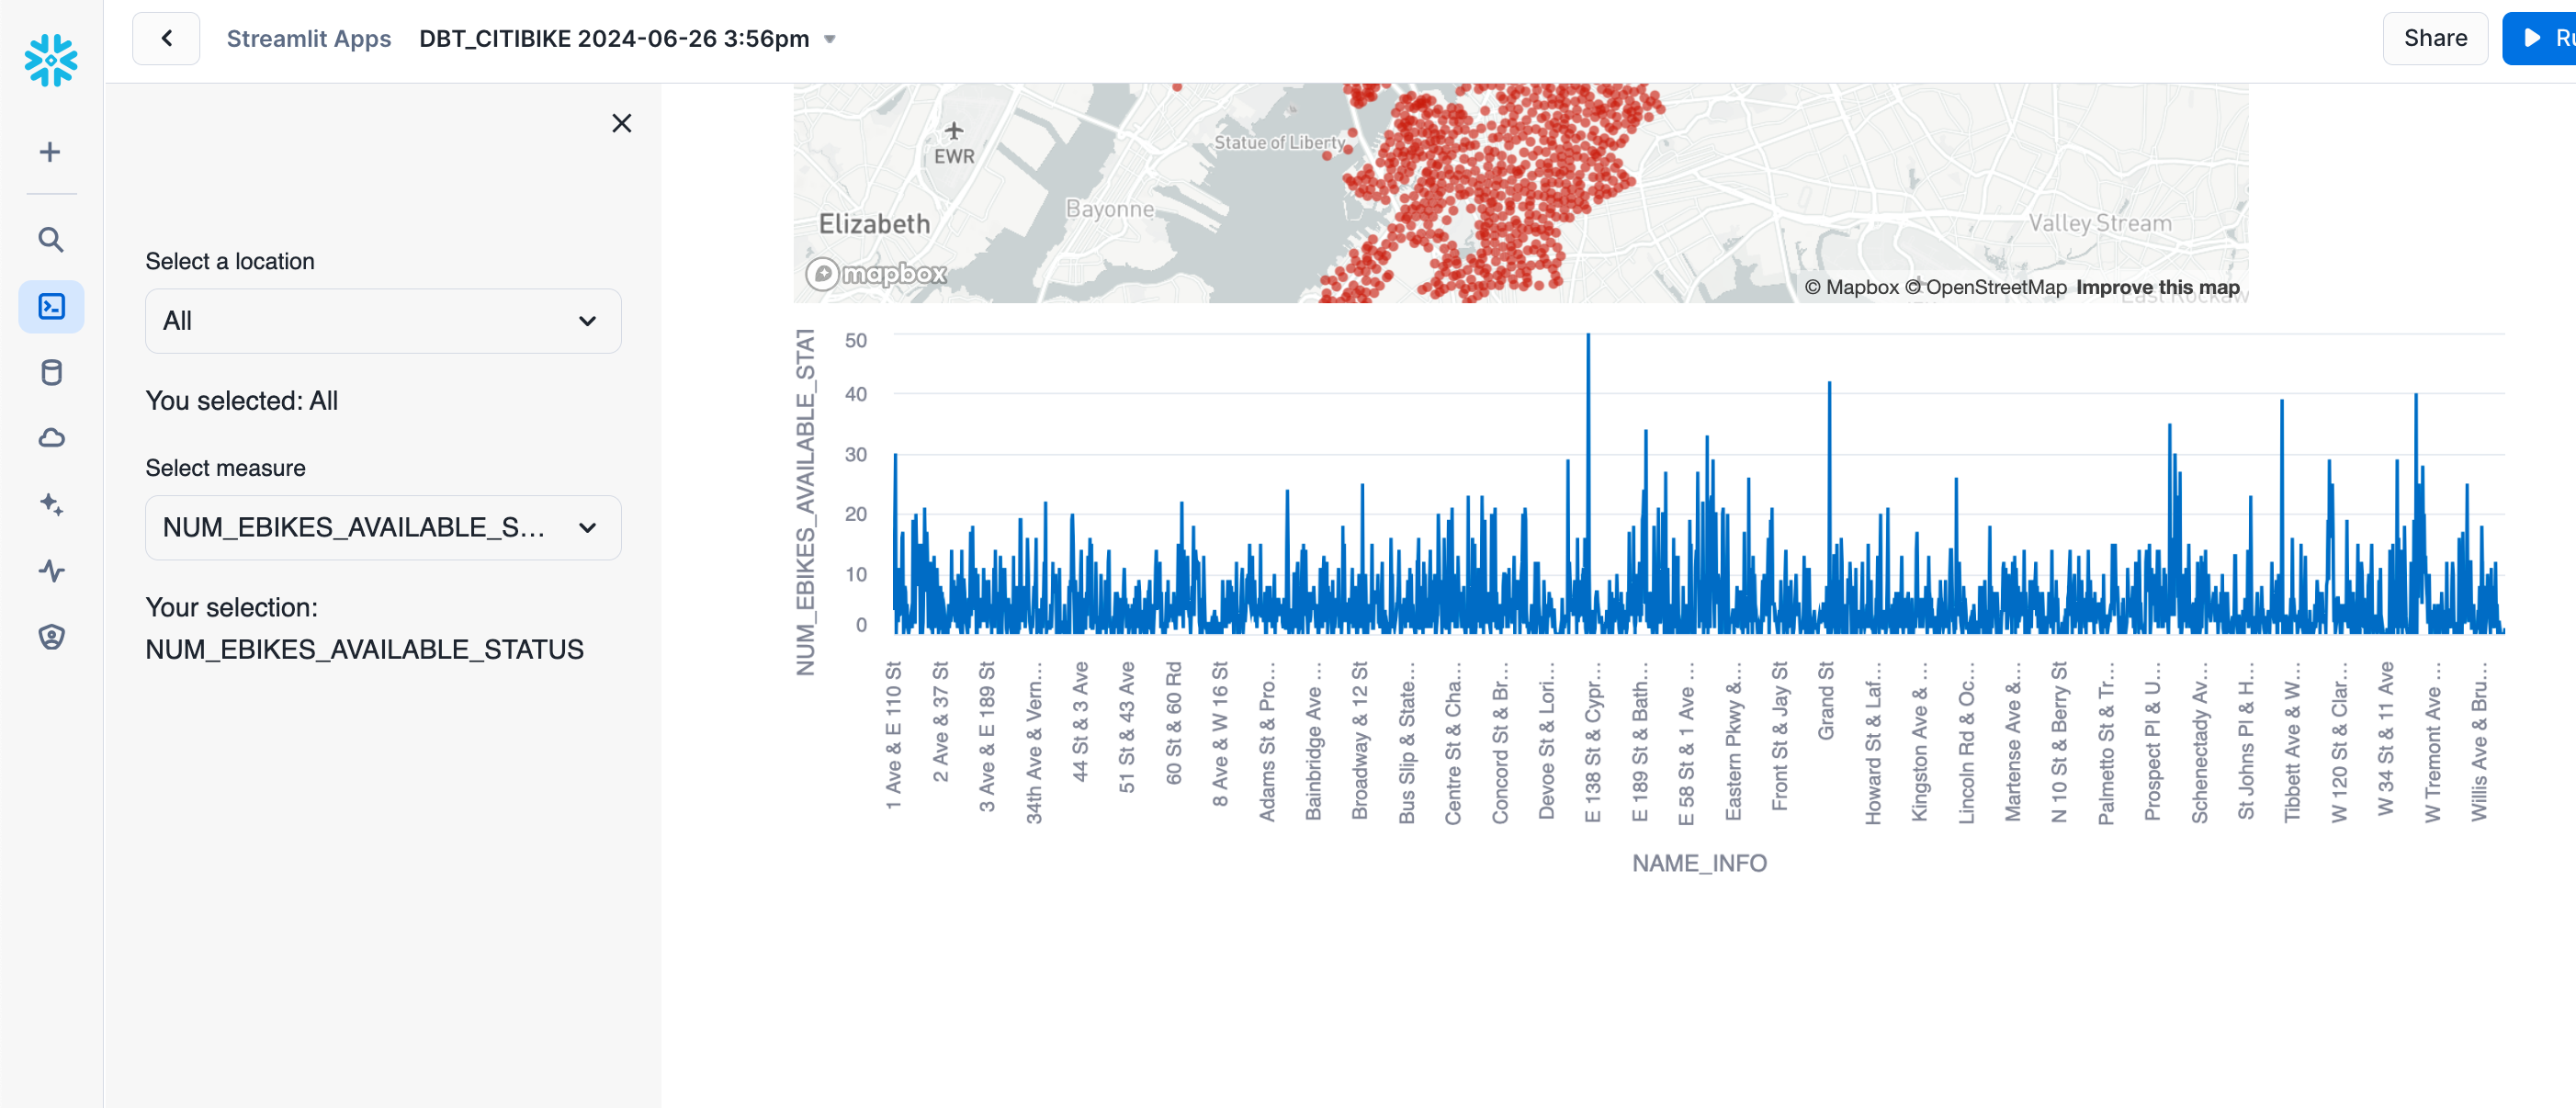 Streamlit Apps DBT_CITIBIKE 2024-06-26 3:56pm
Share
Select a location
All
You selected: All
Select measure
NUM_EBIKES_AVAILABLE_S...
Your selection:
NUM_EBIKES_AVAILABLE_STATUS
EWR
Statue of Liberty
Bayonne
Elizabeth
Valley Stream
mapbox
© Mapbox © OpenStreetMap Improve this map
NUM_EBIKES_AVAILABLE_STAT
50
40
30
20
10
0
1 Ave & E 110 St
2 Ave & 37 St
3 Ave & E 189 St
34th Ave & Vern...
44 St & 3 Ave
51 St & 43 Ave
60 St & 60 Rd
8 Ave & W 16 St
Adams St & Pro...
Bainbridge Ave ...
Broadway & 12 St
Bus Slip & State...
Centre St & Cha...
Concord St & Br...
Devoe St & Lori...
E 138 St & Cypr...
E 189 St & Bath...
E 58 St & 1 Ave ...
Eastern Pkwy &...
Front St & Jay St
Grand St
Howard St & Laf...
Kingston Ave & ...
Lincoln Rd & Oc...
Martense Ave &...
N 10 St & Berry St
Palmetto St & Tr...
Prospect Pl & U...
Schenectady Av...
St Johns Pl & H...
Tibbett Ave & W...
W 120 St & Clar...
W 34 St & 11 Ave
W Tremont Ave ...
Willis Ave & Bru...
NAME_INFO